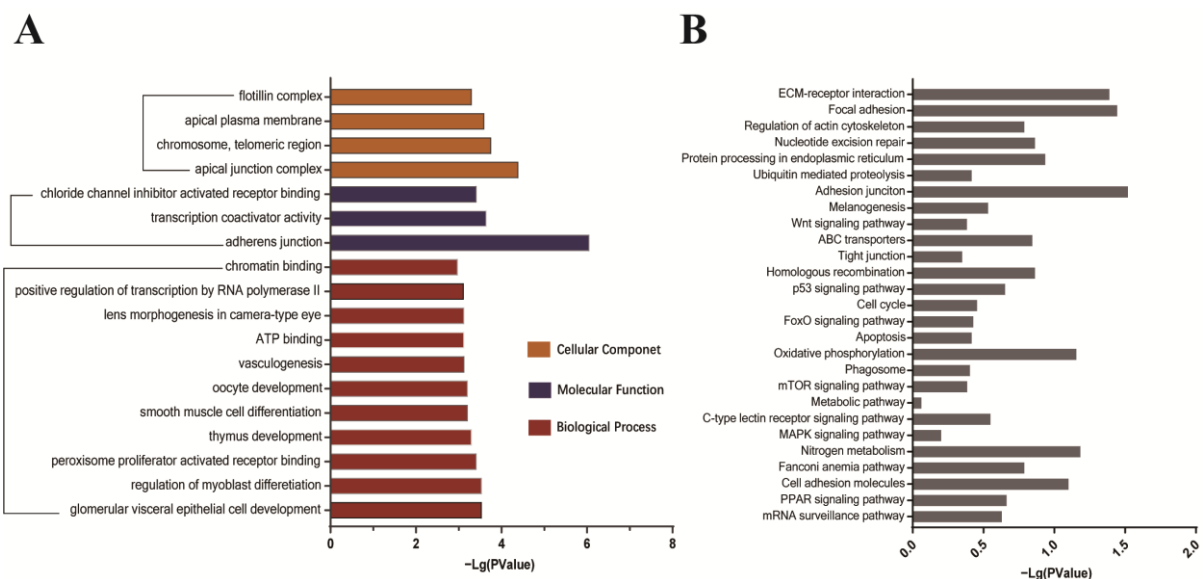 A
flotillin complex
apical plasma membrane
chromosome, telomeric region
apical junction complex
chloride channel inhibitor activated receptor binding
transcription coactivator activity
adherens junction
chromatin binding
positive regulation of transcription by RNA polymerase II
lens morphogenesis in camera-type eye
ATP binding
vasculogenesis
oocyte development
smooth muscle cell differentiation
thymus development
peroxisome proliferator activated receptor binding
regulation of myoblast differetiation
glomerular visceral epithelial cell development
0 2 4 6 8
−Lg(PValue)
Cellular Componet
Molecular Function
Biological Process
B
ECM-receptor interaction
Focal adhesion
Regulation of actin cytoskeleton
Nucleotide excision repair
Protein processing in endoplasmic reticulum
Ubiquitin mediated proteolysis
Adhesion junciton
Melanogenesis
Wnt signaling pathway
ABC transporters
Tight junction
Homologous recombination
p53 signaling pathway
Cell cycle
FoxO signaling pathway
Apoptosis
Oxidative phosphorylation
Phagosome
mTOR signaling pathway
Metabolic pathway
C-type lectin receptor signaling pathway
MAPK signaling pathway
Nitrogen metabolism
Fanconi anemia pathway
Cell adhesion molecules
PPAR signaling pathway
mRNA surveillance pathway
0.0 0.5 1.0 1.5 2.0
−Lg(PValue)